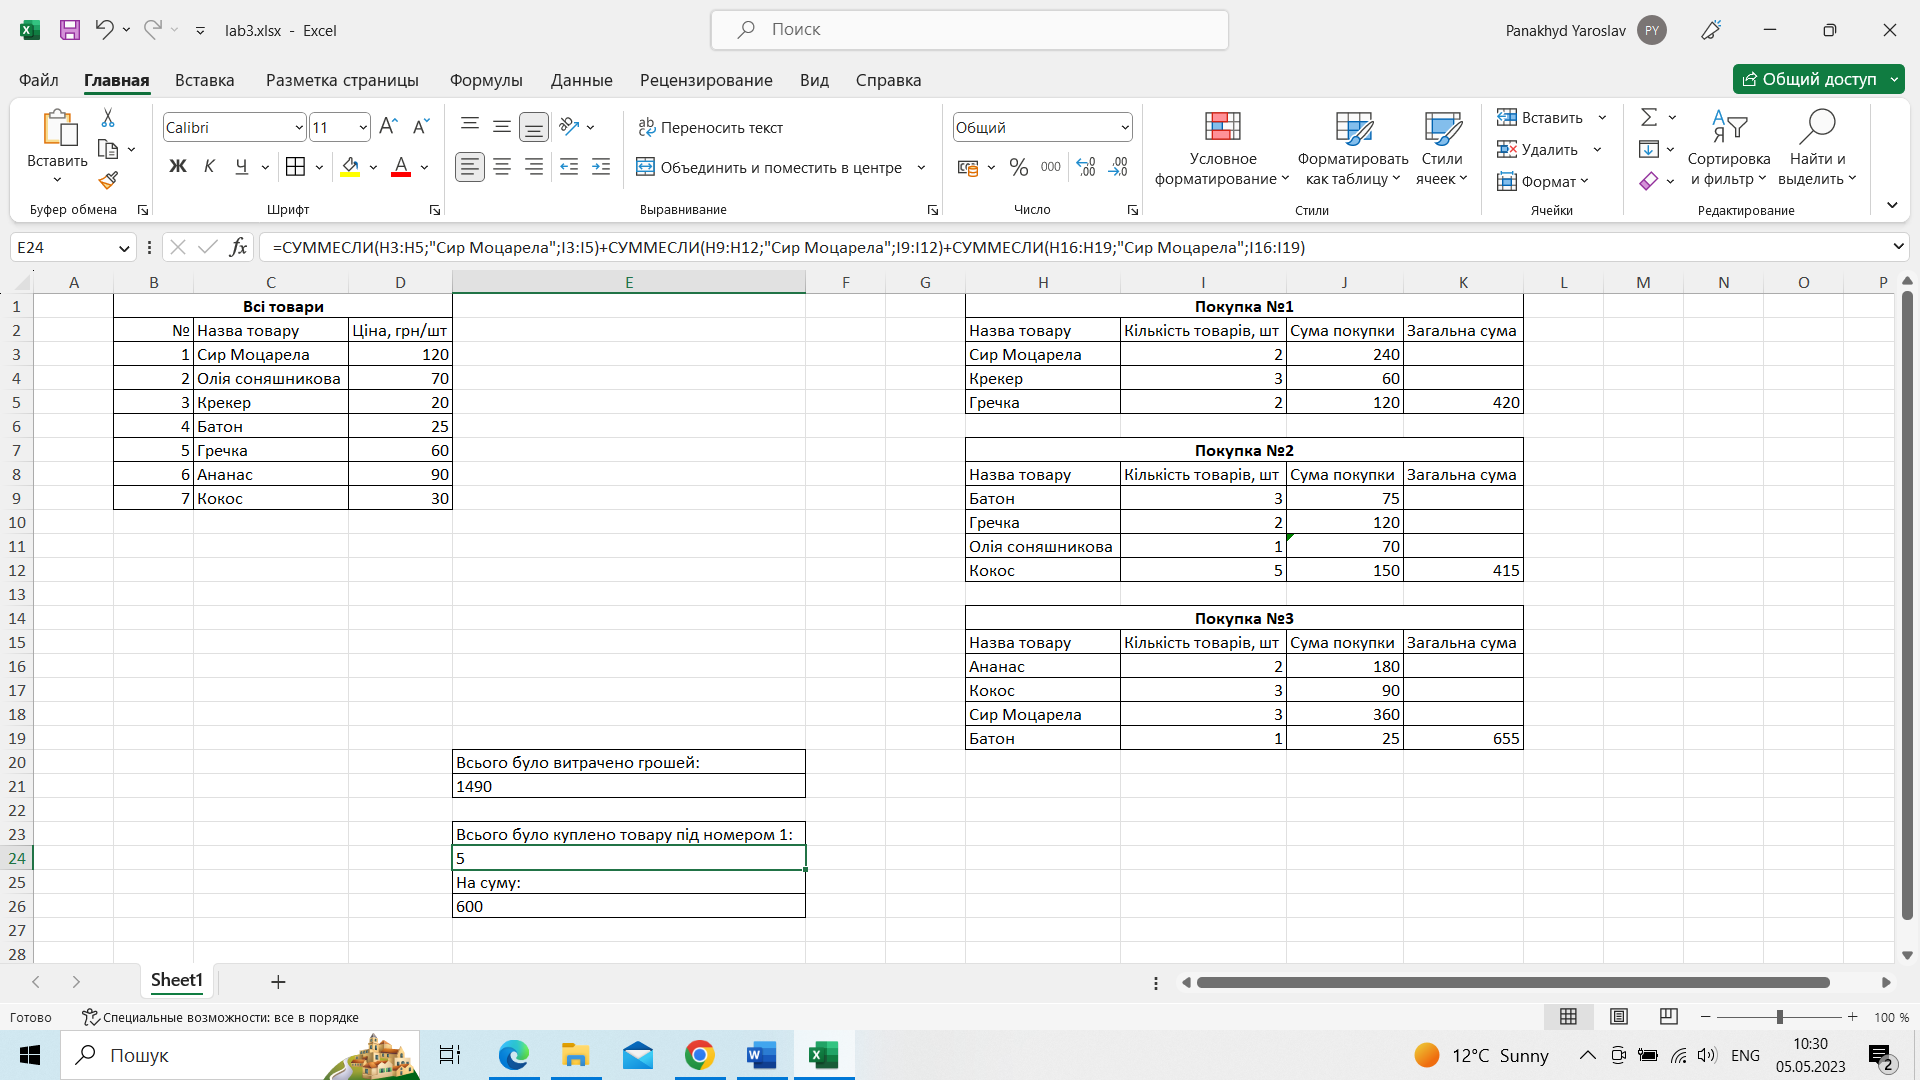 lab3.xlsx - Excel
Поиск
Panakhyd Yaroslav PY
Файл Главная Вставка Разметка страницы Формулы Данные Рецензирование Вид Справка Общий доступ
Вставить
Буфер обмена
Calibri 11
Ж К Ч А
Шрифт
Переносить текст
Объединить и поместить в центре
Выравнивание
Общий
% 000
Число
Условное форматирование
Форматировать как таблицу
Стили ячеек
Стили
Вставить
Удалить
Формат
Ячейки
Сортировка и фильтр
Найти и выделить
Редактирование
E24 fx =СУММЕСЛИ(H3:H5;"Сир Моцарела";I3:I5)+СУММЕСЛИ(H9:H12;"Сир Моцарела";I9:I12)+СУММЕСЛИ(H16:H19;"Сир Моцарела";I16:I19)
A B C D E F G H I J K L M N O P
1 Всі товари Покупка №1
2 № Назва товару Ціна, грн/шт Назва товару Кількість товарів, шт Сума покупки Загальна сума
3 1 Сир Моцарела 120 Сир Моцарела 2 240
4 2 Олія соняшникова 70 Крекер 3 60
5 3 Крекер 20 Гречка 2 120 420
6 4 Батон 25
7 5 Гречка 60 Покупка №2
8 6 Ананас 90 Назва товару Кількість товарів, шт Сума покупки Загальна сума
9 7 Кокос 30 Батон 3 75
10 Гречка 2 120
11 Олія соняшникова 1 70
12 Кокос 5 150 415
13
14 Покупка №3
15 Назва товару Кількість товарів, шт Сума покупки Загальна сума
16 Ананас 2 180
17 Кокос 3 90
18 Сир Моцарела 3 360
19 Батон 1 25 655
20 Всього було витрачено грошей:
21 1490
22
23 Всього було куплено товару під номером 1:
24 5
25 На суму:
26 600
27
28
Sheet1
Готово Специальные возможности: все в порядке 100 %
Пошук 12°C Sunny ENG 10:30
05.05.2023 2